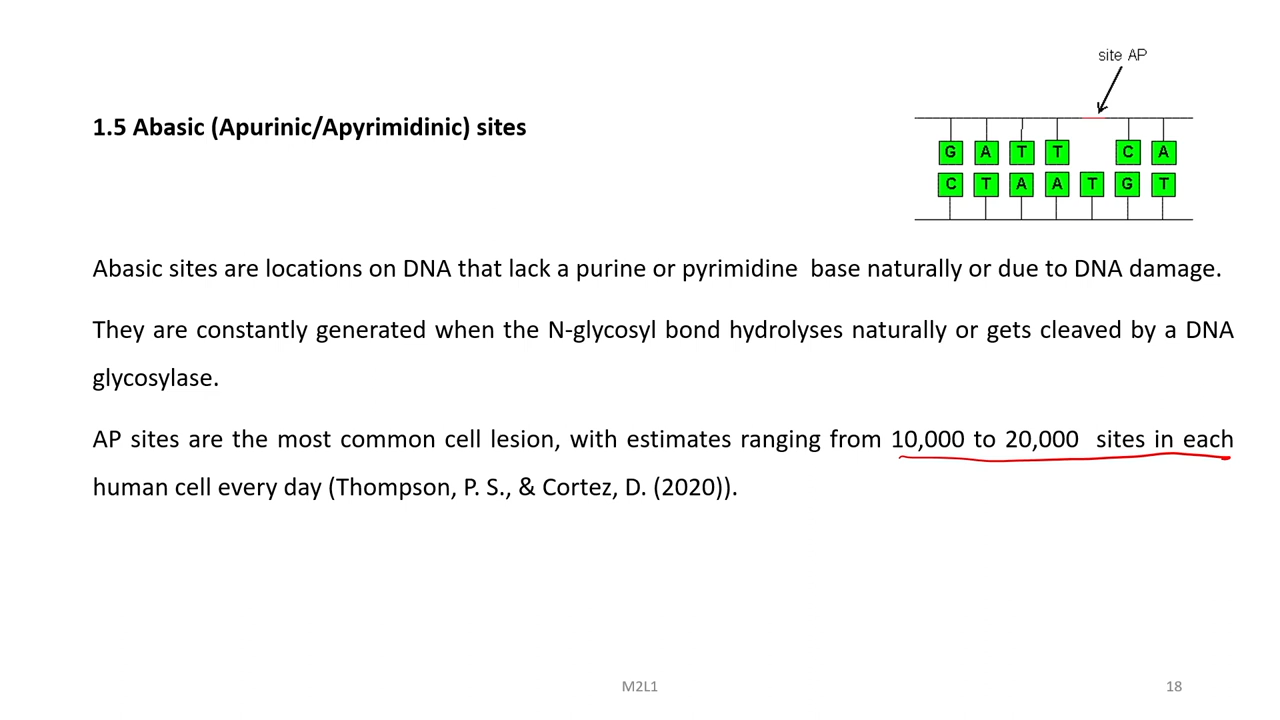 site AP
1.5 Abasic (Apurinic/Apyrimidinic) sites
G A T T C A
C T A A T G T
Abasic sites are locations on DNA that lack a purine or pyrimidine base naturally or due to DNA damage.
They are constantly generated when the N-glycosyl bond hydrolyses naturally or gets cleaved by a DNA
glycosylase.
AP sites are the most common cell lesion, with estimates ranging from 10,000 to 20,000 sites in each
human cell every day (Thompson, P. S., & Cortez, D. (2020)).
M2L1
18